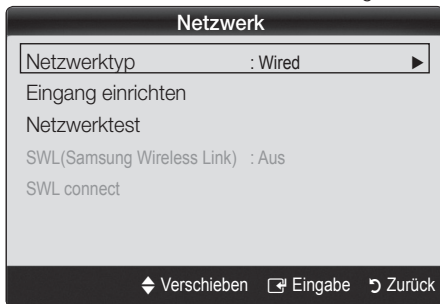 Netzwerk
Netzwerktyp : Wired ▶
Eingang einrichten
Netzwerktest
SWL(Samsung Wireless Link) : Aus
SWL connect
Verschieben Eingabe Zurück